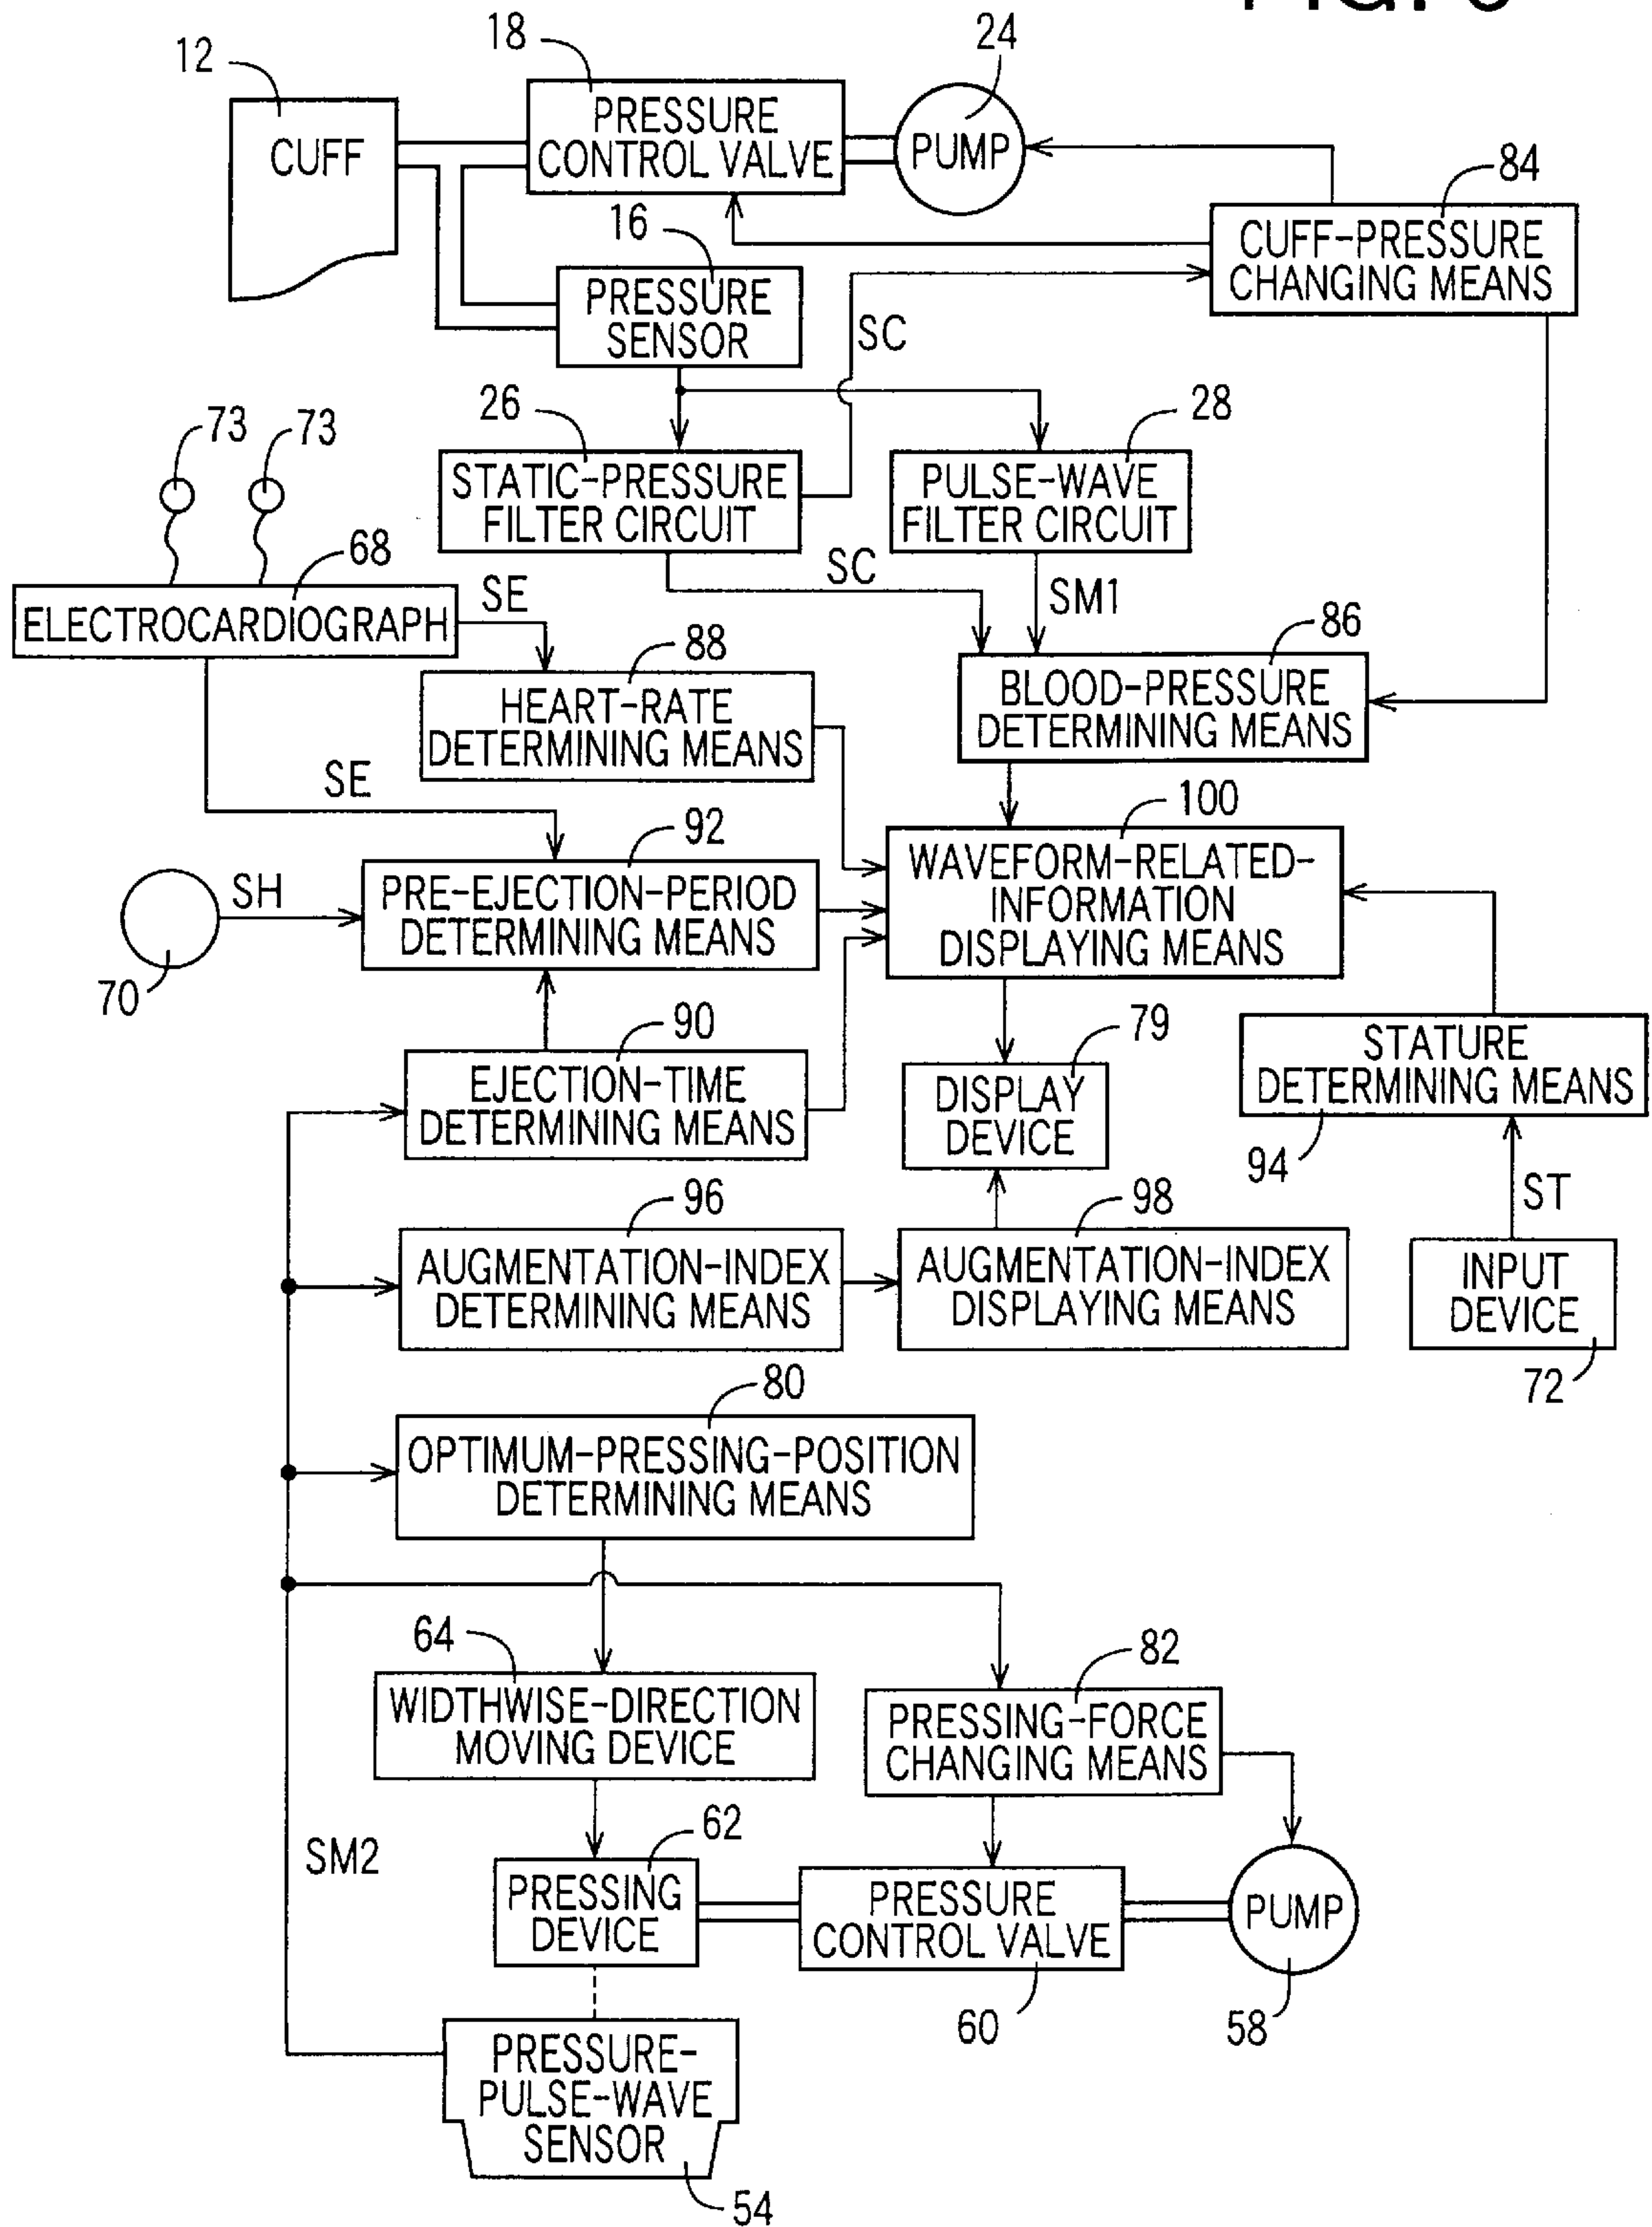 18
24
12
PRESSURE
CONTROL VALVE
PUMP
CUFF
84
16
CUFF-PRESSURE
CHANGING MEANS
PRESSURE
SENSOR
SC
26
28
73
73
STATIC-PRESSURE
FILTER CIRCUIT
PULSE-WAVE
FILTER CIRCUIT
68
SC
SE
SM1
ELECTROCARDIOGRAPH
88
86
HEART-RATE
DETERMINING MEANS
BLOOD-PRESSURE
DETERMINING MEANS
SE
100
92
WAVEFORM-RELATED-
INFORMATION
DISPLAYING MEANS
SH
PRE-EJECTION-PERIOD
DETERMINING MEANS
70
90
79
STATURE
DETERMINING MEANS
EJECTION-TIME
DETERMINING MEANS
DISPLAY
DEVICE
94
ST
96
98
AUGMENTATION-INDEX
DETERMINING MEANS
AUGMENTATION-INDEX
DISPLAYING MEANS
INPUT
DEVICE
72
80
OPTIMUM-PRESSING-POSITION
DETERMINING MEANS
64
82
WIDTHWISE-DIRECTION
MOVING DEVICE
PRESSING-FORCE
CHANGING MEANS
62
SM2
PRESSING
DEVICE
PRESSURE
CONTROL VALVE
PUMP
60
58
PRESSURE-
PULSE-WAVE
SENSOR
54